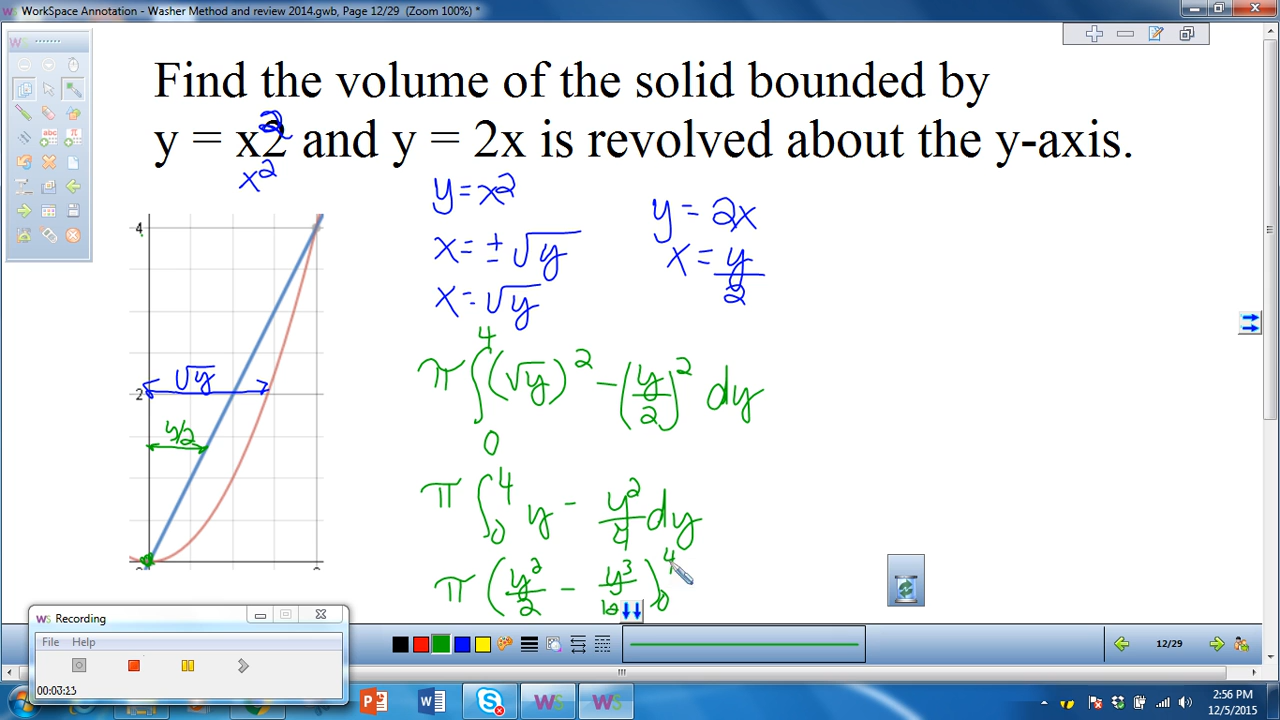 WorkSpace Annotation - Washer Method and review 2014.gwb, Page 12/29 (Zoom 100%) *
Find the volume of the solid bounded by
y = x2 and y = 2x is revolved about the y-axis.
x²
y = x²
y = 2x
x = ± √y
x = y/2
x = √y
4
√y
2
y/2
π ∫₀⁴ (√y)² − (y/2)² dy
π ∫₀⁴ y − y²/4 dy
π (y²/2 − y³/12)₀⁴
Recording
File Help
00:03:23
12/29
2:56 PM
12/5/2015